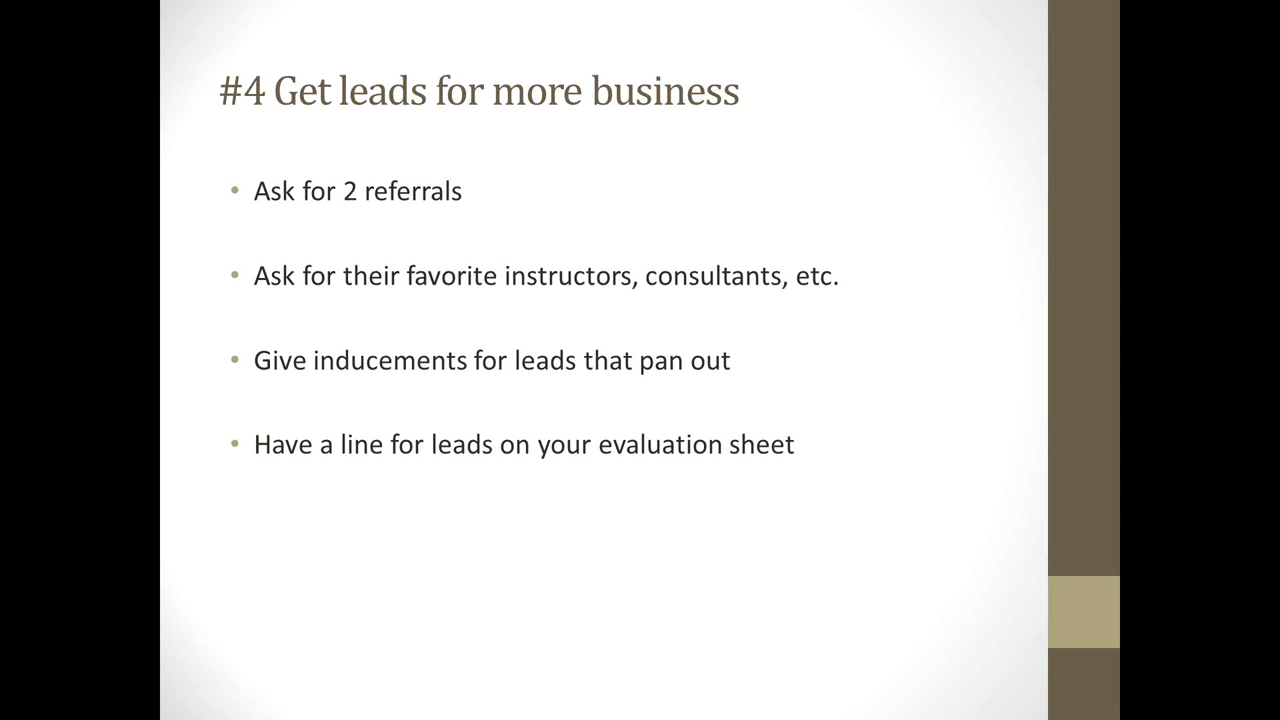 #4 Get leads for more business
• Ask for 2 referrals
• Ask for their favorite instructors, consultants, etc.
• Give inducements for leads that pan out
• Have a line for leads on your evaluation sheet